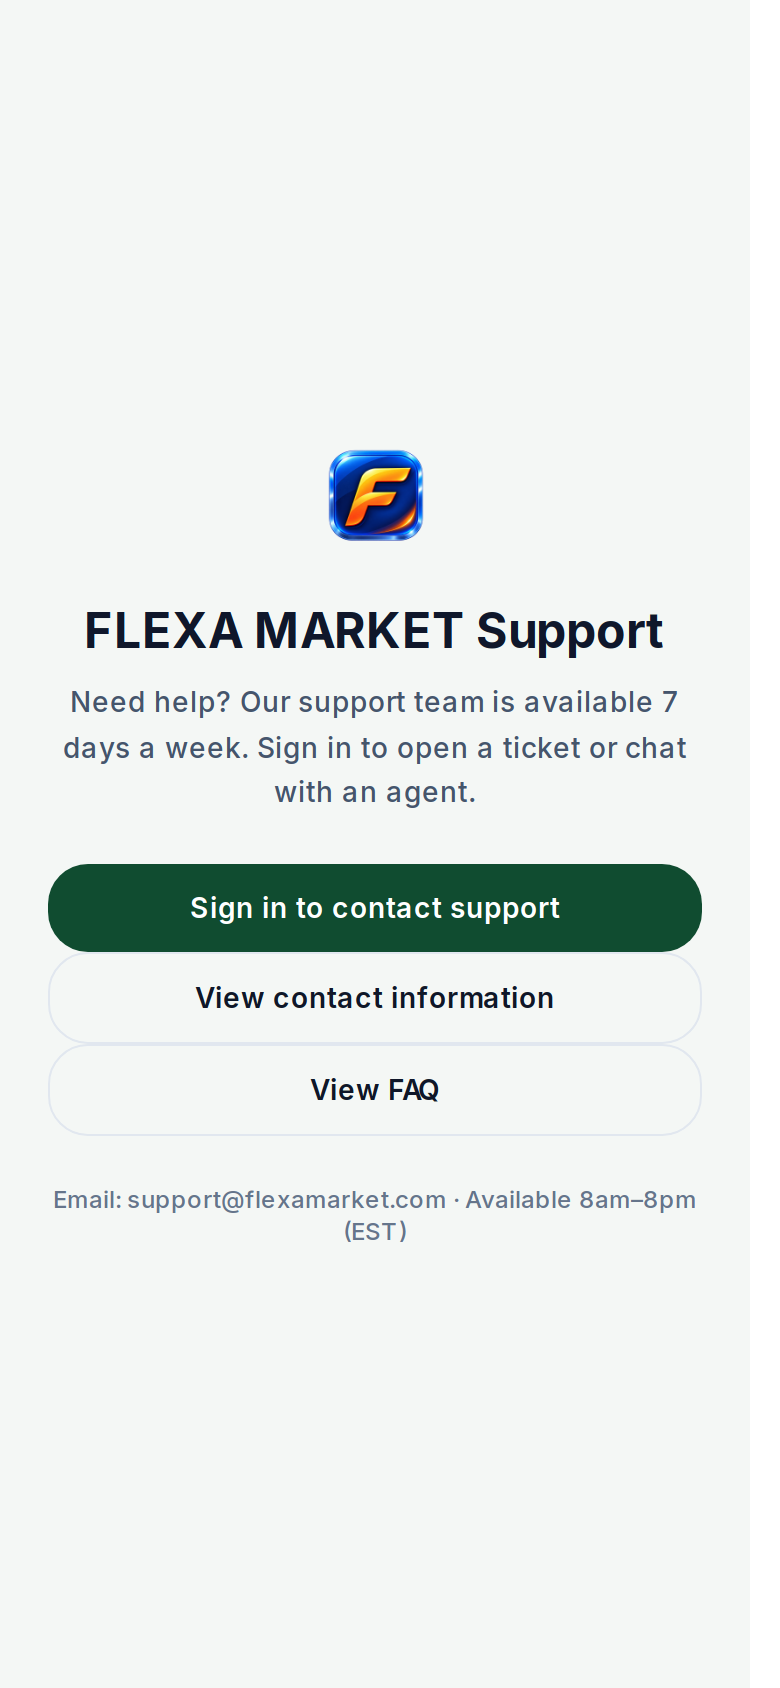 F
FLEXA MARKET Support
Need help? Our support team is available 7
days a week. Sign in to open a ticket or chat
with an agent.
Sign in to contact support
View contact information
View FAQ
Email: support@flexamarket.com · Available 8am–8pm
(EST)